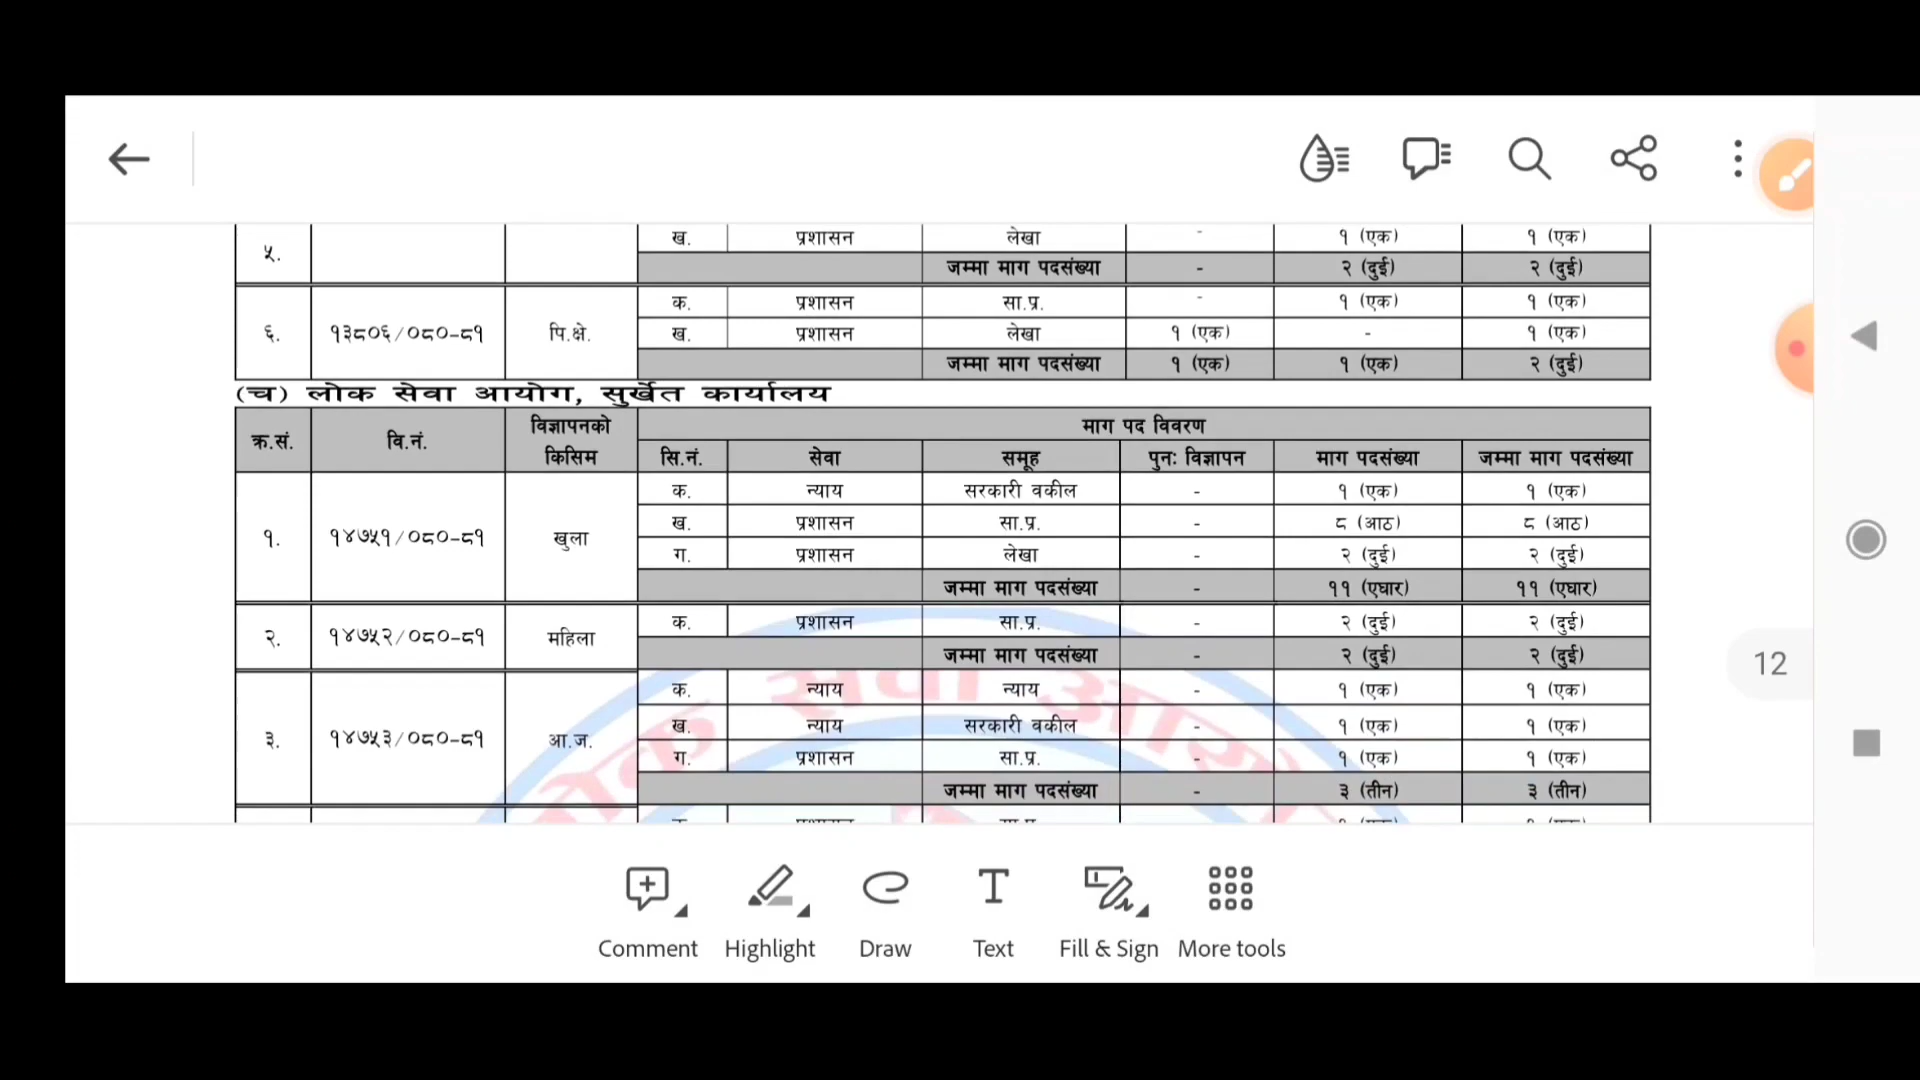 ५. ख. प्रशासन लेखा - १ (एक) १ (एक)
जम्मा माग पदसंख्या - २ (दुई) २ (दुई)
६. १३८०६/०८०-८१ पि.क्षे. क. प्रशासन सा.प्र. - १ (एक) १ (एक)
ख. प्रशासन लेखा १ (एक) - १ (एक)
जम्मा माग पदसंख्या १ (एक) १ (एक) २ (दुई)
(च) लोक सेवा आयोग, सुर्खेत कार्यालय
क्र.सं. वि.नं. विज्ञापनको किसिम माग पद विवरण
सि.नं. सेवा समूह पुनः विज्ञापन माग पदसंख्या जम्मा माग पदसंख्या
१. १४७५१/०८०-८१ खुला क. न्याय सरकारी वकील - १ (एक) १ (एक)
ख. प्रशासन सा.प्र. - ८ (आठ) ८ (आठ)
ग. प्रशासन लेखा - २ (दुई) २ (दुई)
जम्मा माग पदसंख्या - ११ (एघार) ११ (एघार)
२. १४७५२/०८०-८१ महिला क. प्रशासन सा.प्र. - २ (दुई) २ (दुई)
जम्मा माग पदसंख्या - २ (दुई) २ (दुई)
३. १४७५३/०८०-८१ आ.ज. क. न्याय न्याय - १ (एक) १ (एक)
ख. न्याय सरकारी वकील - १ (एक) १ (एक)
ग. प्रशासन सा.प्र. - १ (एक) १ (एक)
जम्मा माग पदसंख्या - ३ (तीन) ३ (तीन)
लोक सेवा आयोग
12
Comment Highlight Draw Text Fill & Sign More tools